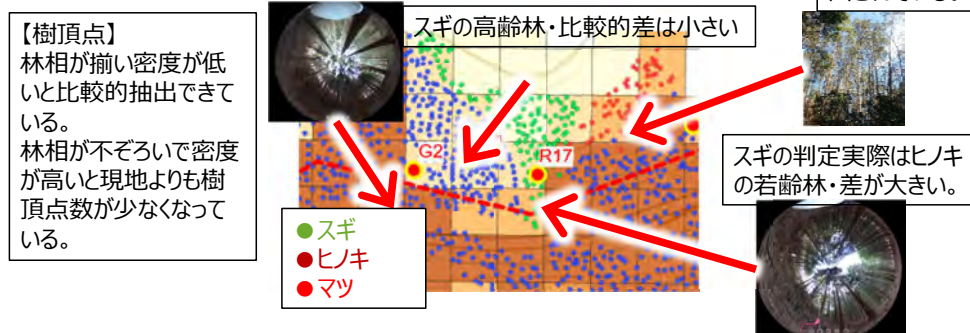 【樹頂点】
林相が揃い密度が低
いと比較的抽出できて
いる。
林相が不ぞろいで密度
が高いと現地よりも樹
頂点数が少なくなって
いる。
スギの高齢林・比較的差は小さい
G2
R17
スギの判定実際はヒノキ
の若齢林・差が大きい。
●スギ
●ヒノキ
●マツ